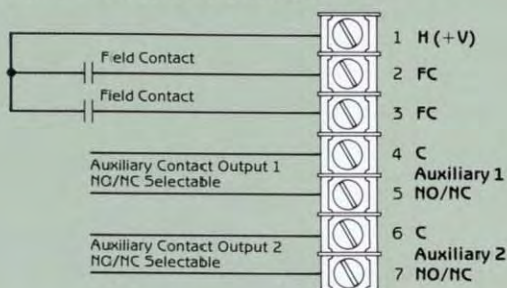 1 H (+V)
Field Contact
2 FC
Field Contact
3 FC
4 C
Auxiliary Contact Output 1
NO/NC Selectable
Auxiliary 1
5 NO/NC
6 C
Auxiliary Contact Output 2
NO/NC Selectable
Auxiliary 2
7 NO/NC